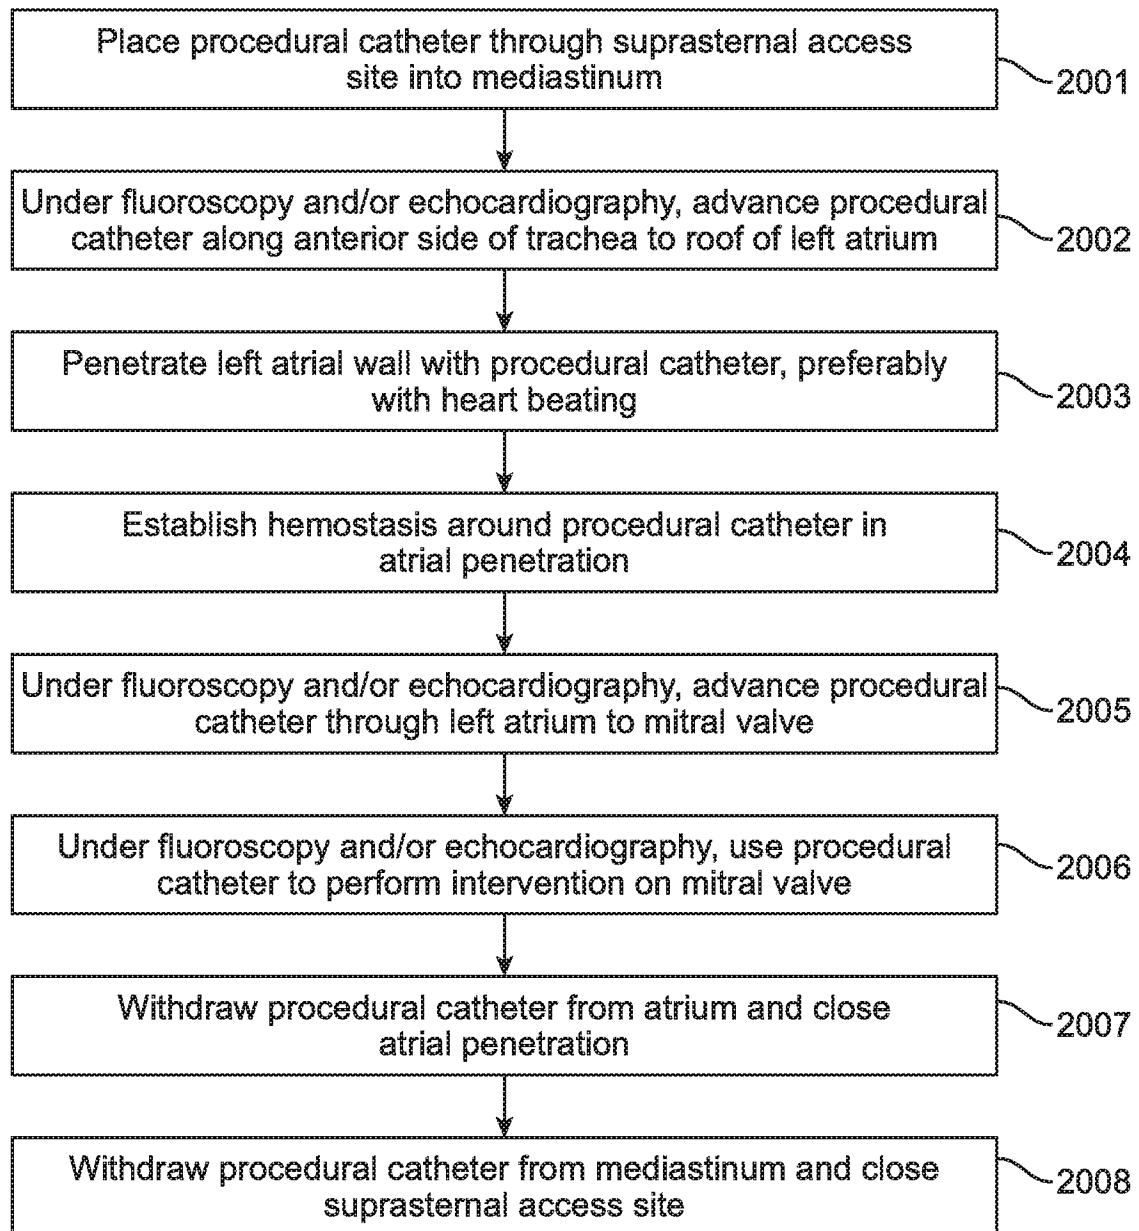 Place procedural catheter through suprasternal access
site into mediastinum
2001
Under fluoroscopy and/or echocardiography, advance procedural
catheter along anterior side of trachea to roof of left atrium
2002
Penetrate left atrial wall with procedural catheter, preferably
with heart beating
2003
Establish hemostasis around procedural catheter in
atrial penetration
2004
Under fluoroscopy and/or echocardiography, advance procedural
catheter through left atrium to mitral valve
2005
Under fluoroscopy and/or echocardiography, use procedural
catheter to perform intervention on mitral valve
2006
Withdraw procedural catheter from atrium and close
atrial penetration
2007
Withdraw procedural catheter from mediastinum and close
suprasternal access site
2008